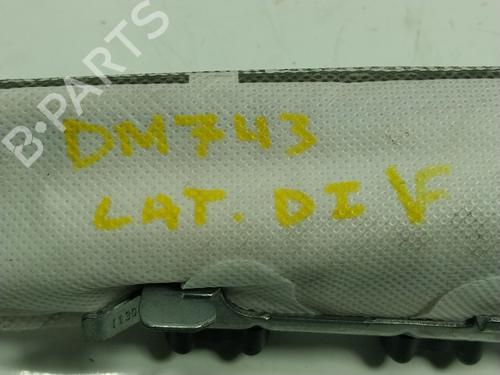 B-PARTS
DM743
LAT. DI V